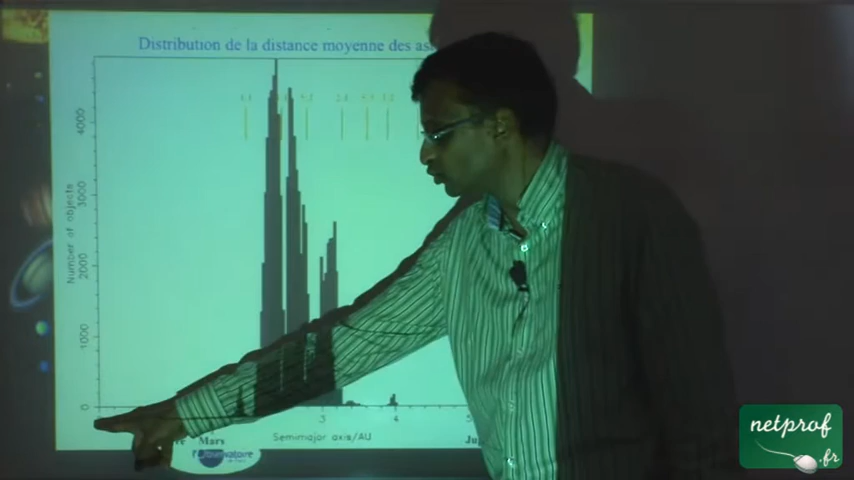 Distribution de la distance moyenne des as
4000
3000
2000
1000
0
Number of objects
3
4
5
Semimajor axis/AU
Mars
Ju
l'Observatoire
netprof
.fr